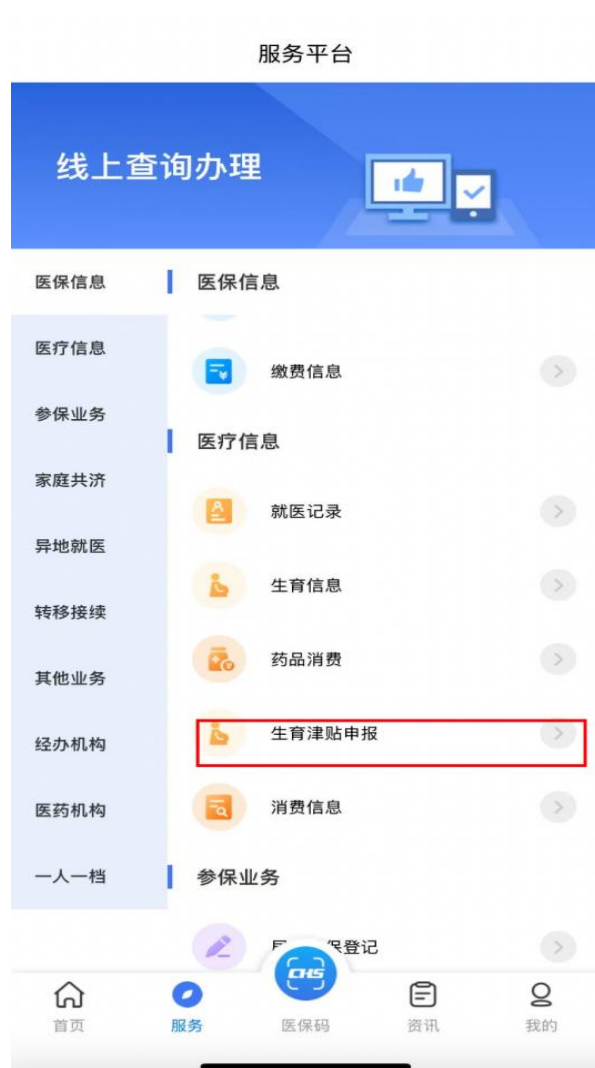 服务平台
线上查询办理
医保信息
医疗信息
参保业务
家庭共济
异地就医
转移接续
其他业务
经办机构
医药机构
一人一档
医保信息
缴费信息
医疗信息
就医记录
生育信息
药品消费
生育津贴申报
消费信息
参保业务
保登记
CHS
首页
服务
医保码
资讯
我的